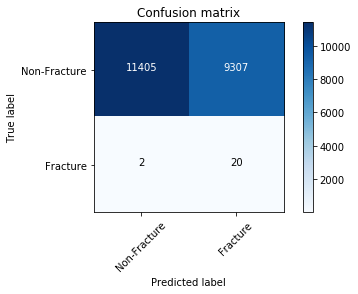 Confusion matrix
True label
Non-Fracture
11405 9307
Fracture
2 20
Non-Fracture Fracture
Predicted label
10000
8000
6000
4000
2000